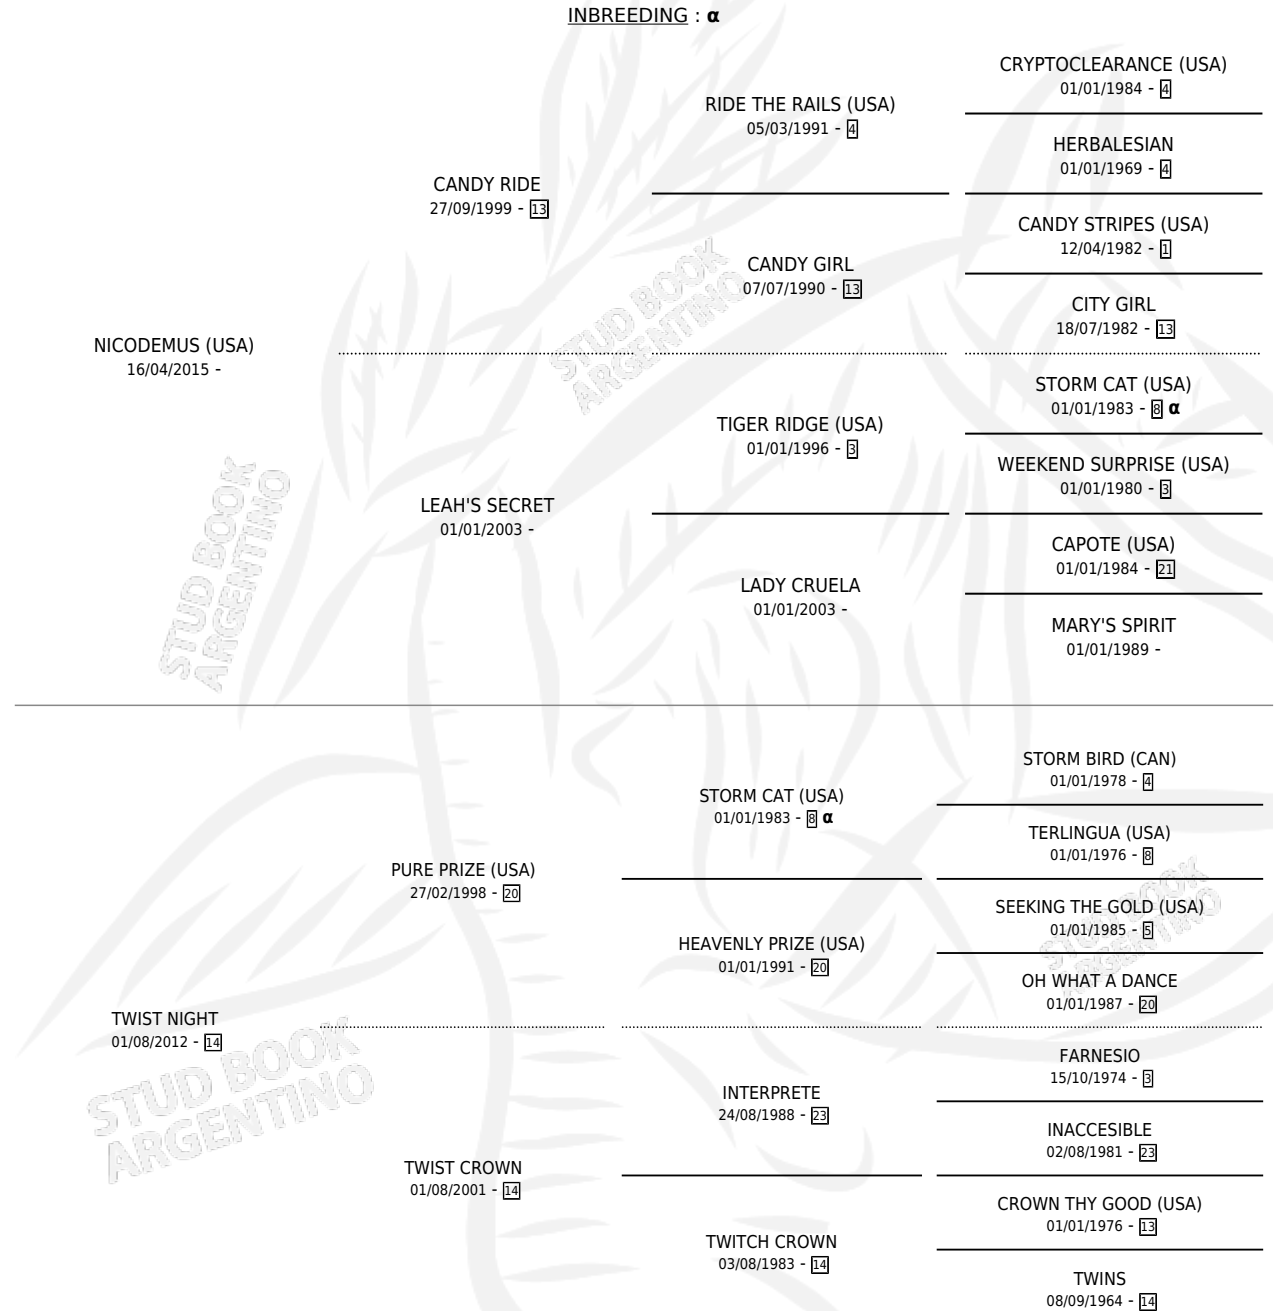 INBREEDING : α
CRYPTOCLEARANCE (USA)
01/01/1984 - 4
RIDE THE RAILS (USA)
05/03/1991 - 4
HERBALESIAN
01/01/1969 - 4
CANDY RIDE
27/09/1999 - 13
CANDY STRIPES (USA)
12/04/1982 - 1
CANDY GIRL
07/07/1990 - 13
CITY GIRL
18/07/1982 - 13
NICODEMUS (USA)
16/04/2015 -
STORM CAT (USA)
01/01/1983 - 8 α
TIGER RIDGE (USA)
01/01/1996 - 3
WEEKEND SURPRISE (USA)
01/01/1980 - 3
LEAH'S SECRET
01/01/2003 -
CAPOTE (USA)
01/01/1984 - 21
LADY CRUELA
01/01/2003 -
MARY'S SPIRIT
01/01/1989 -
STORM BIRD (CAN)
01/01/1978 - 4
STORM CAT (USA)
01/01/1983 - 8 α
TERLINGUA (USA)
01/01/1976 - 8
PURE PRIZE (USA)
27/02/1998 - 20
SEEKING THE GOLD (USA)
01/01/1985 - 5
HEAVENLY PRIZE (USA)
01/01/1991 - 20
OH WHAT A DANCE
01/01/1987 - 20
TWIST NIGHT
01/08/2012 - 14
FARNESIO
15/10/1974 - 3
INTERPRETE
24/08/1988 - 23
INACCESIBLE
02/08/1981 - 23
TWIST CROWN
01/08/2001 - 14
CROWN THY GOOD (USA)
01/01/1976 - 13
TWITCH CROWN
03/08/1983 - 14
TWINS
08/09/1964 - 14
STUD BOOK
ARGENTINO
STUD BOOK
ARGENTINO
STUD BOOK
ARGENTINO
STUD BOOK
ARGENTINO